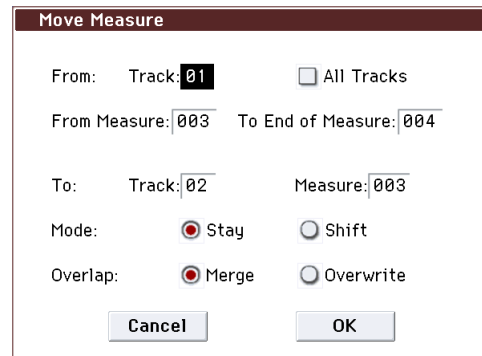 Move Measure
From: Track: 01 All Tracks
From Measure: 003 To End of Measure: 004
To: Track: 02 Measure: 003
Mode: Stay Shift
Overlap: Merge Overwrite
Cancel OK